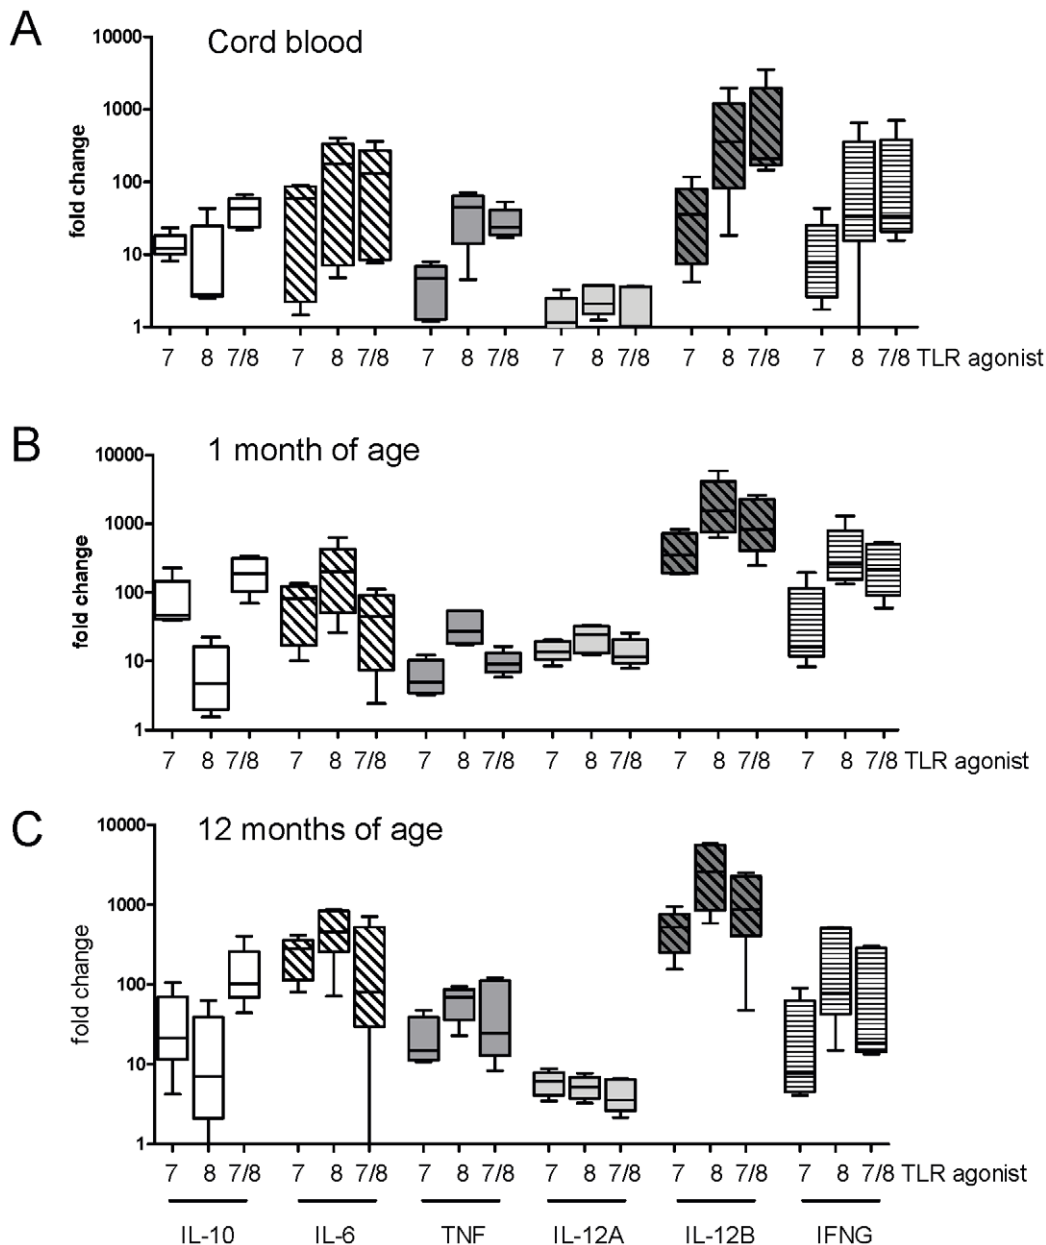 A
Cord blood
fold change
10000
1000
100
10
1
7 8 7/8 7 8 7/8 7 8 7/8 7 8 7/8 7 8 7/8 7 8 7/8 TLR agonist
B
1 month of age
fold change
10000
1000
100
10
1
7 8 7/8 7 8 7/8 7 8 7/8 7 8 7/8 7 8 7/8 7 8 7/8 TLR agonist
C
12 months of age
fold change
10000
1000
100
10
1
7 8 7/8 7 8 7/8 7 8 7/8 7 8 7/8 7 8 7/8 7 8 7/8 TLR agonist
IL-10 IL-6 TNF IL-12A IL-12B IFNG